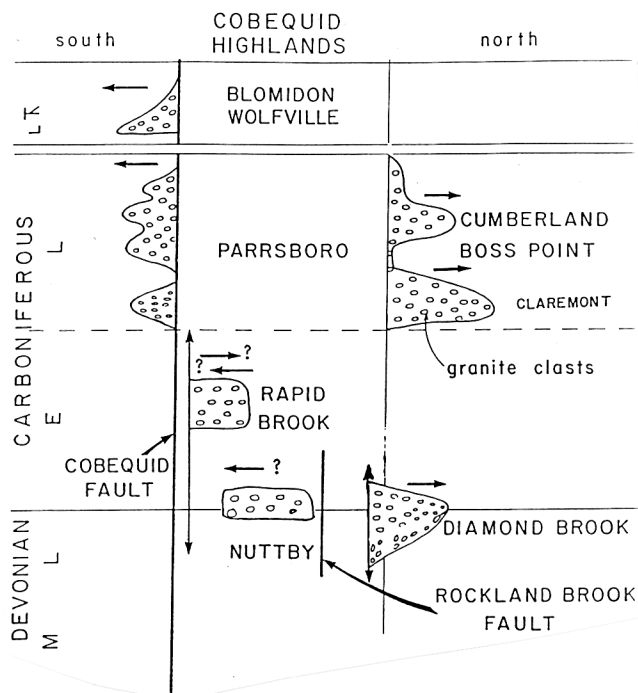 COBEQUID
HIGHLANDS
south
north
L TR
BLOMIDON
WOLFVILLE
CARBONIFEROUS
L
PARRSBORO
CUMBERLAND
BOSS POINT
CLAREMONT
granite clasts
E
? ?
RAPID
BROOK
COBEQUID
FAULT
?
DEVONIAN
L
M
NUTTBY
DIAMOND BROOK
ROCKLAND BROOK
FAULT